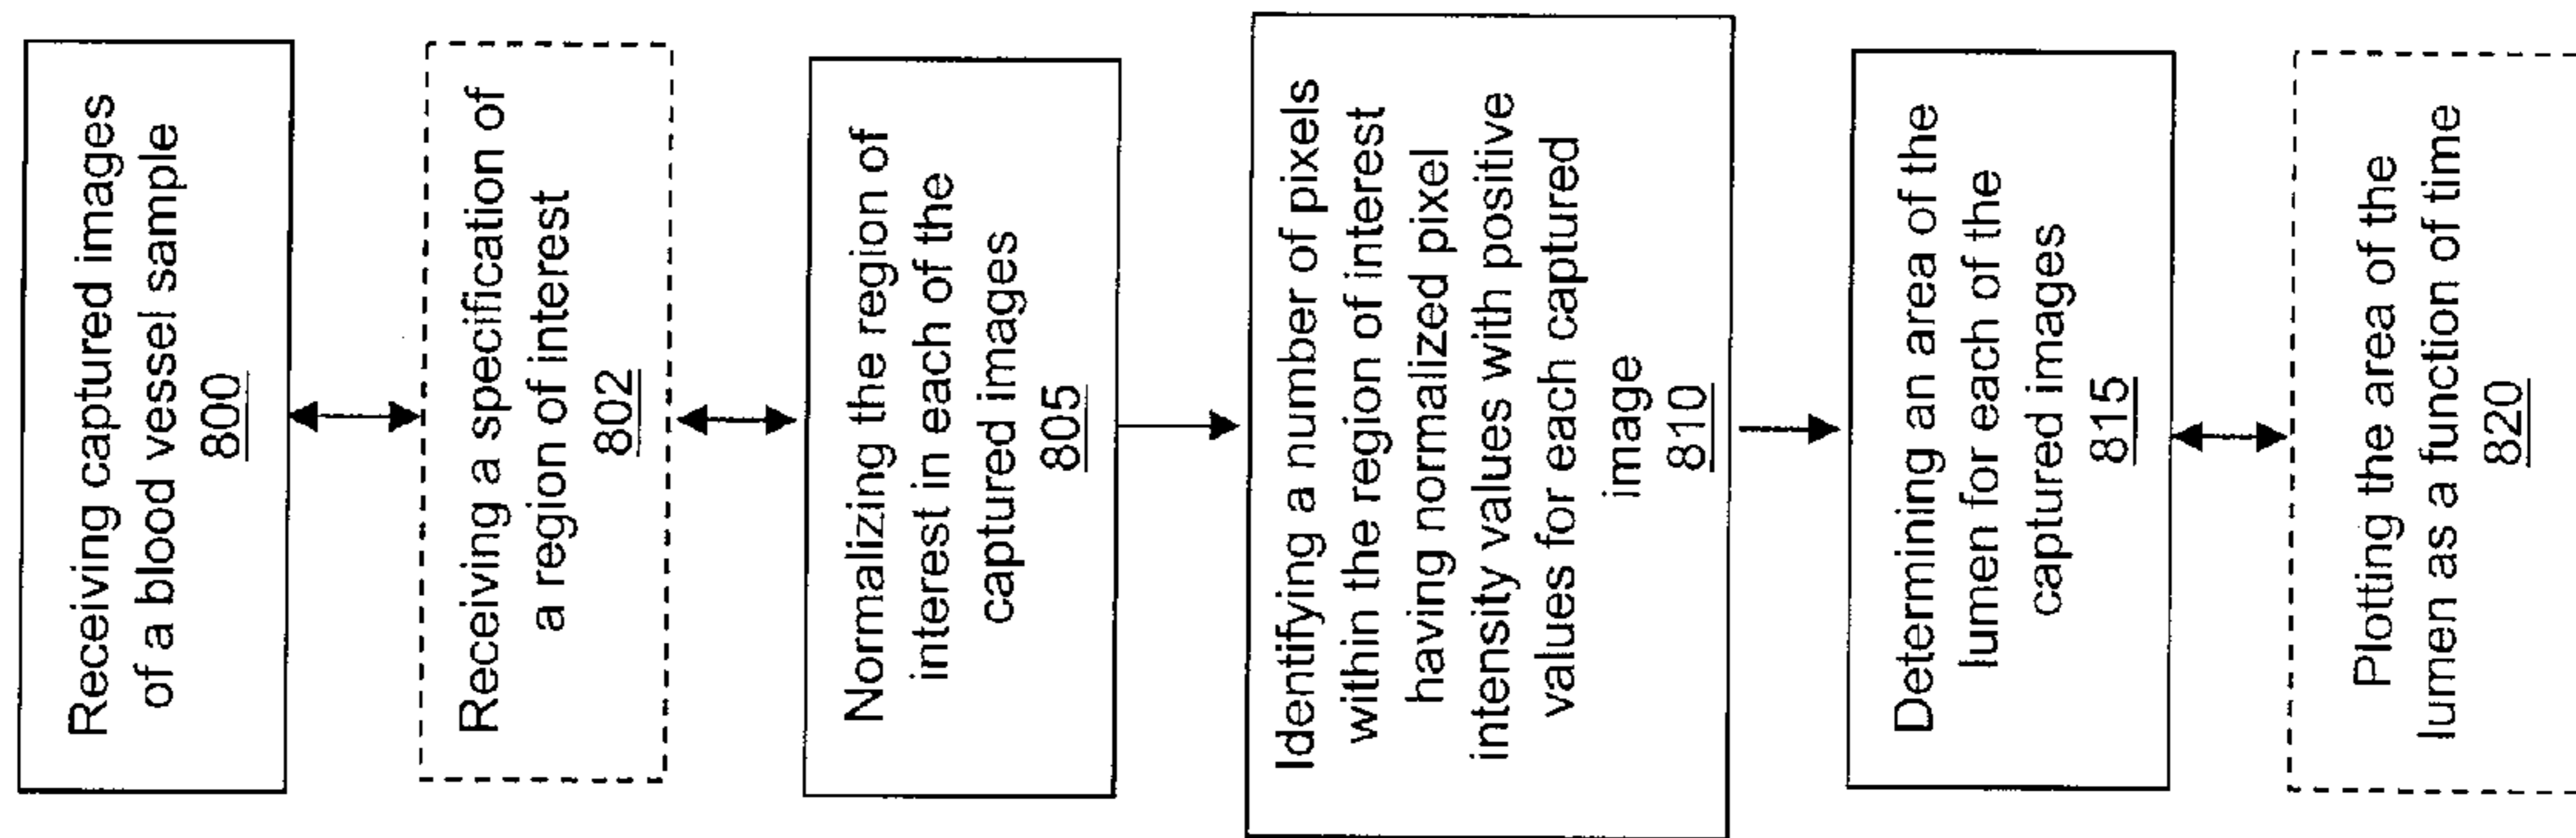 Receiving captured images
of a blood vessel sample
800
Receiving a specification of
a region of interest
802
Normalizing the region of
interest in each of the
captured images
805
Identifying a number of pixels
within the region of interest
having normalized pixel
intensity values with positive
values for each captured
image
810
Determining an area of the
lumen for each of the
captured images
815
Plotting the area of the
lumen as a function of time
820